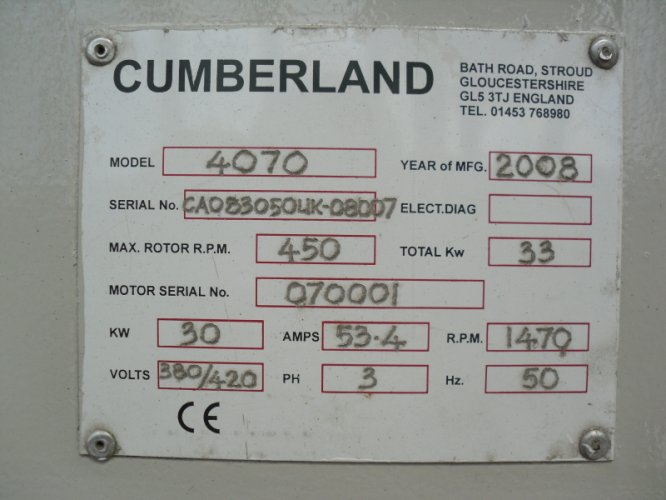 CUMBERLAND
BATH ROAD, STROUD
GLOUCESTERSHIRE
GL5 3TJ ENGLAND
TEL. 01453 768980
MODEL 4070 YEAR of MFG. 2008
SERIAL No. CA083050UK-08D07 ELECT.DIAG
MAX. ROTOR R.P.M. 450 TOTAL Kw 33
MOTOR SERIAL No. 070001
KW 30 AMPS 53.4 R.P.M. 1470
VOLTS 380/420 PH 3 Hz. 50
CE